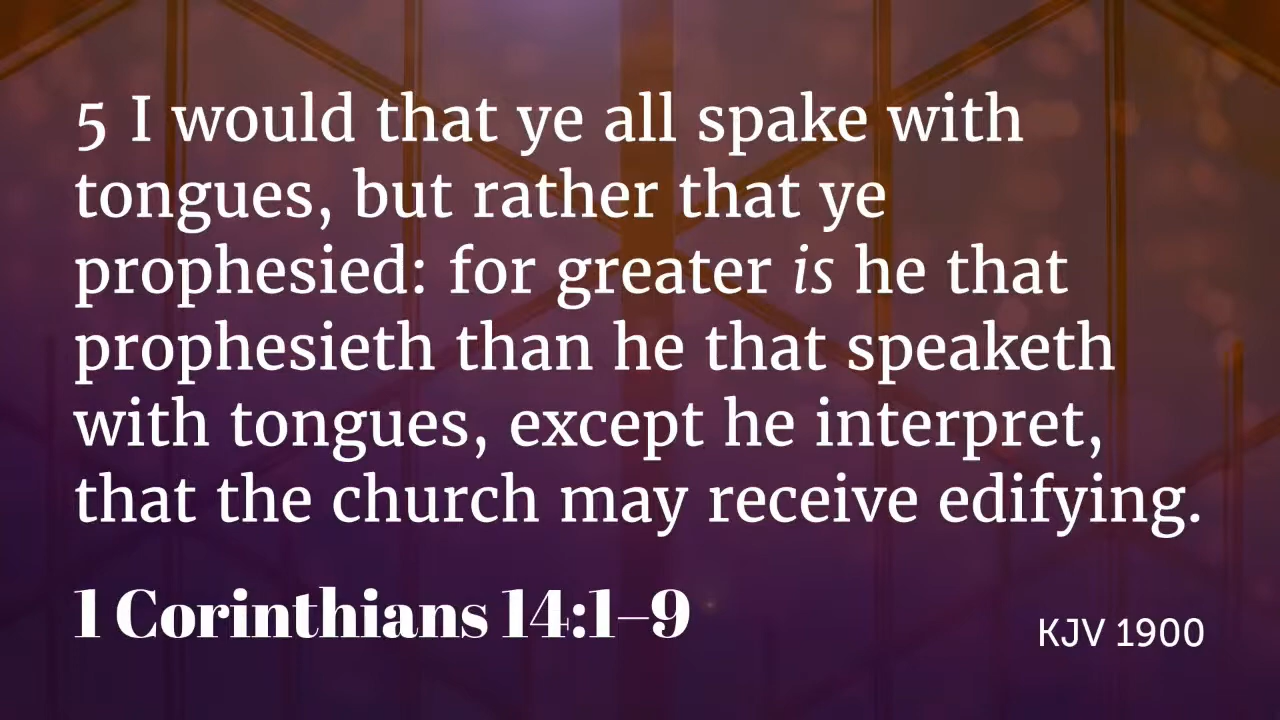 5 I would that ye all spake with
tongues, but rather that ye
prophesied: for greater is he that
prophesieth than he that speaketh
with tongues, except he interpret,
that the church may receive edifying.
1 Corinthians 14:1–9
KJV 1900